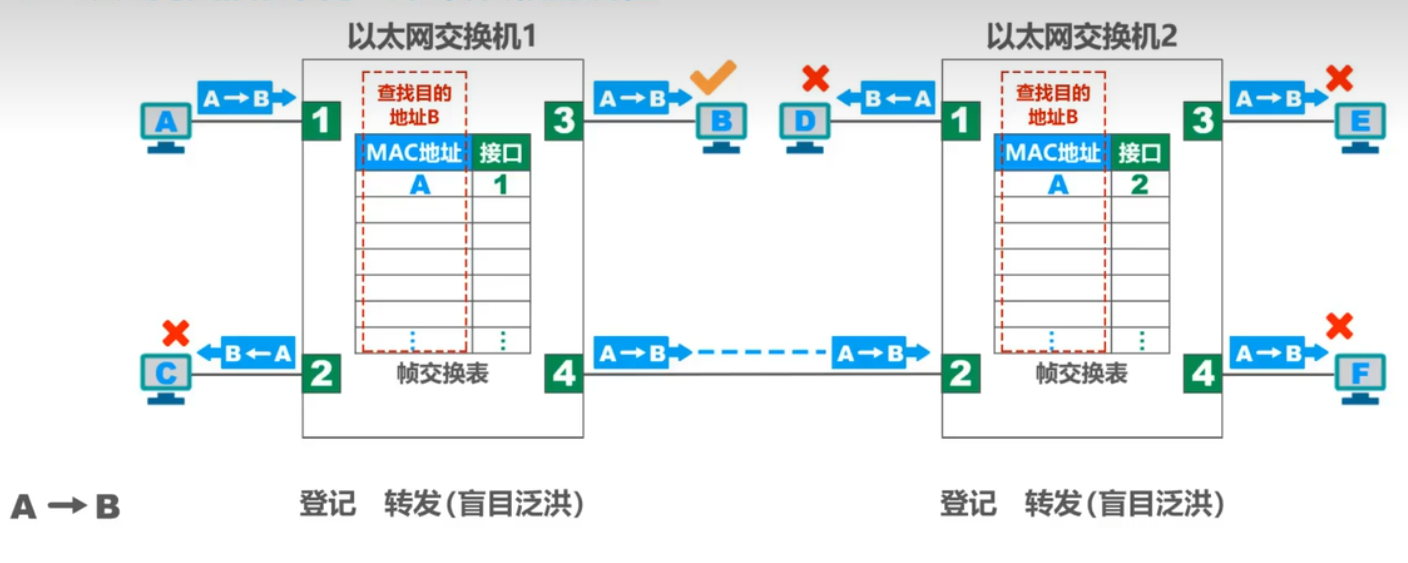 以太网交换机1
以太网交换机2
A→B
1
查找目的
地址B
3
A→B
A
B
MAC地址 接口
A 1
⋮ ⋮
帧交换表
B←A
C
2
4
A→B
A→B
B←A
D
1
查找目的
地址B
3
A→B
E
MAC地址 接口
A 2
⋮ ⋮
帧交换表
2
4
A→B
F
A→B
登记 转发(盲目泛洪)
登记 转发(盲目泛洪)